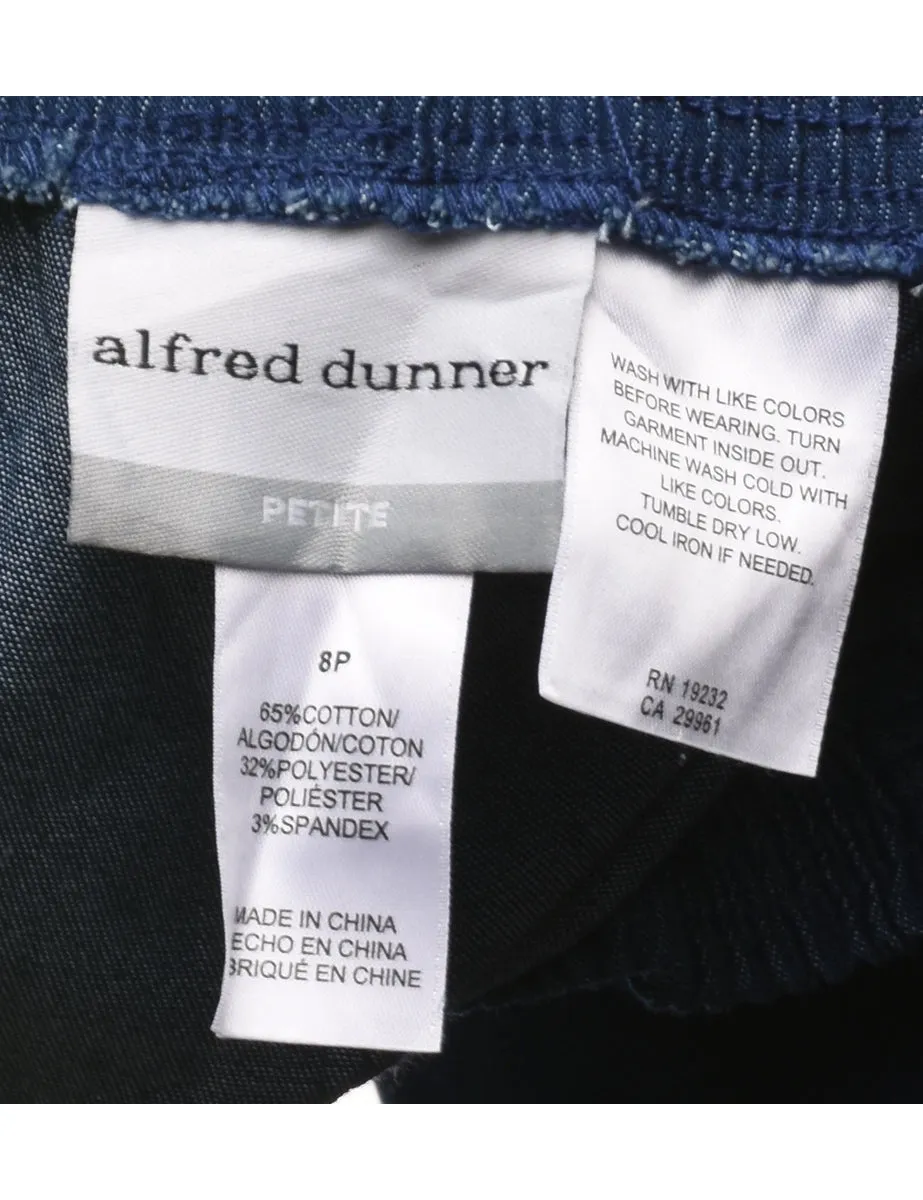 alfred dunner
PETITE
8P
65%COTTON/
ALGODÓN/COTON
32%POLYESTER/
POLIÉSTER
3%SPANDEX
MADE IN CHINA
ECHO EN CHINA
BRIQUÉ EN CHINE
WASH WITH LIKE COLORS
BEFORE WEARING. TURN
GARMENT INSIDE OUT.
MACHINE WASH COLD WITH
LIKE COLORS.
TUMBLE DRY LOW.
COOL IRON IF NEEDED.
RN 19232
CA 29961